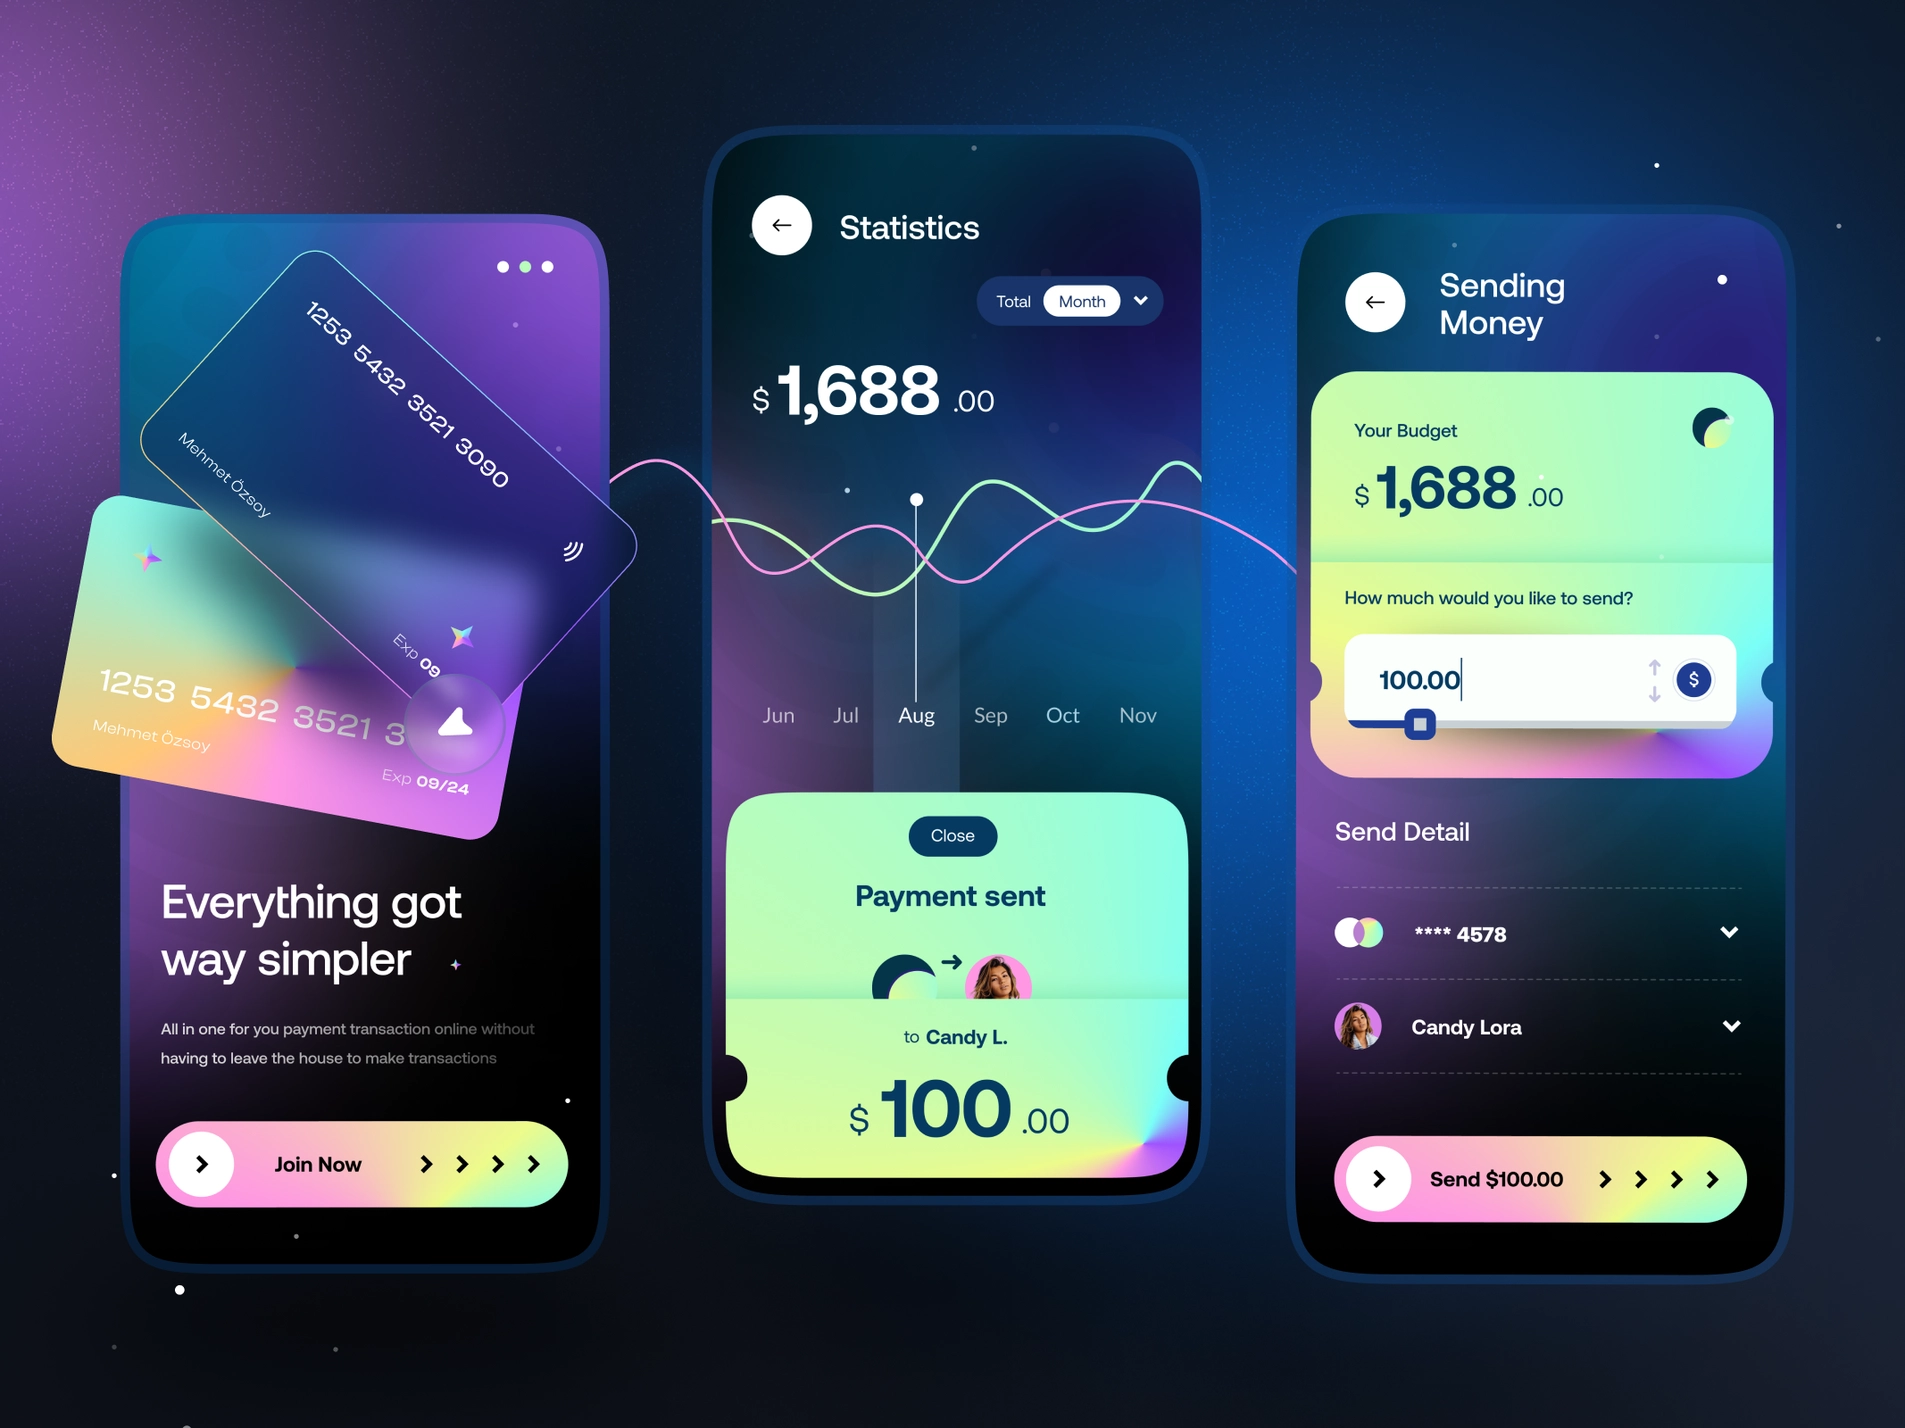 1253 5432 3521 3090
Mehmet Özsoy
Exp 09
1253 5432 3521 3
Mehmet Özsoy
Exp 09/24
Everything got
way simpler
All in one for you payment transaction online without
having to leave the house to make transactions
Join Now
Statistics
Total Month
$ 1,688 .00
Jun Jul Aug Sep Oct Nov
Close
Payment sent
to Candy L.
$ 100 .00
Sending
Money
Your Budget
$ 1,688 .00
How much would you like to send?
100.00 $
Send Detail
**** 4578
Candy Lora
Send $100.00